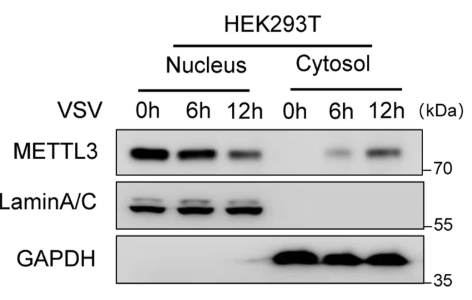 HEK293T
Nucleus Cytosol
VSV 0h 6h 12h 0h 6h 12h (kDa)
METTL3
70
LaminA/C
55
GAPDH
35